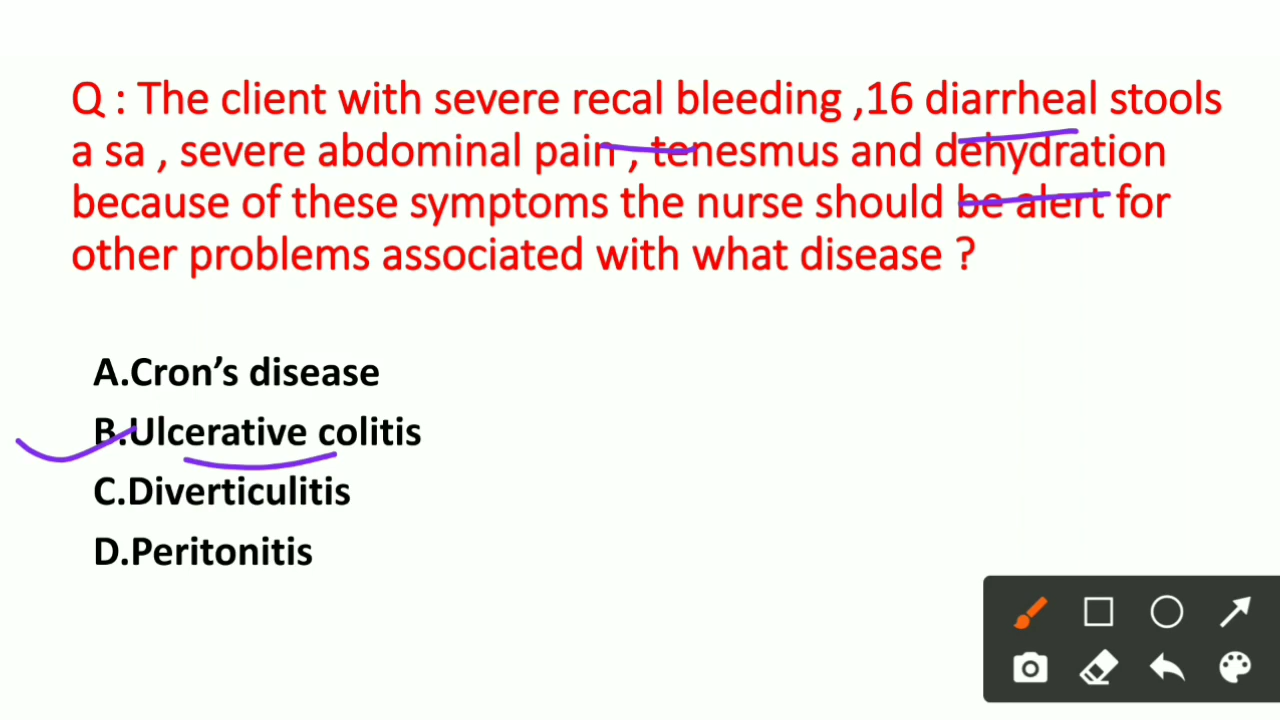 Q : The client with severe recal bleeding ,16 diarrheal stools
a sa , severe abdominal pain , tenesmus and dehydration
because of these symptoms the nurse should be alert for
other problems associated with what disease ?
A.Cron’s disease
B.Ulcerative colitis
C.Diverticulitis
D.Peritonitis